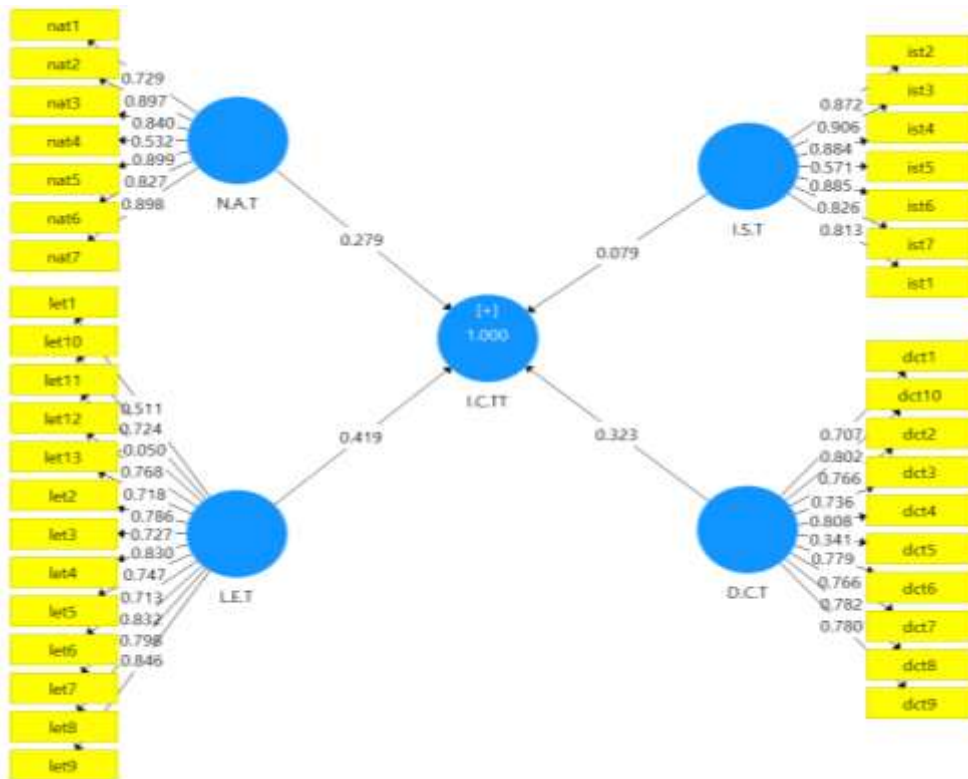 nat1
nat2
nat3
nat4
nat5
nat6
nat7
0.729
0.897
0.840
0.532
0.899
0.827
0.898
N.A.T
0.279
let1
let10
let11
let12
let13
let2
let3
let4
let5
let6
let7
let8
let9
0.511
0.724
0.050
0.768
0.718
0.786
0.727
0.830
0.747
0.713
0.832
0.798
0.846
L.E.T
0.419
[+]
1.000
I.C.TT
ist2
ist3
ist4
ist5
ist6
ist7
ist1
0.872
0.906
0.884
0.571
0.885
0.826
0.813
I.S.T
0.079
dct1
dct10
dct2
dct3
dct4
dct5
dct6
dct7
dct8
dct9
0.707
0.802
0.766
0.736
0.808
0.341
0.779
0.766
0.782
0.780
D.C.T
0.323